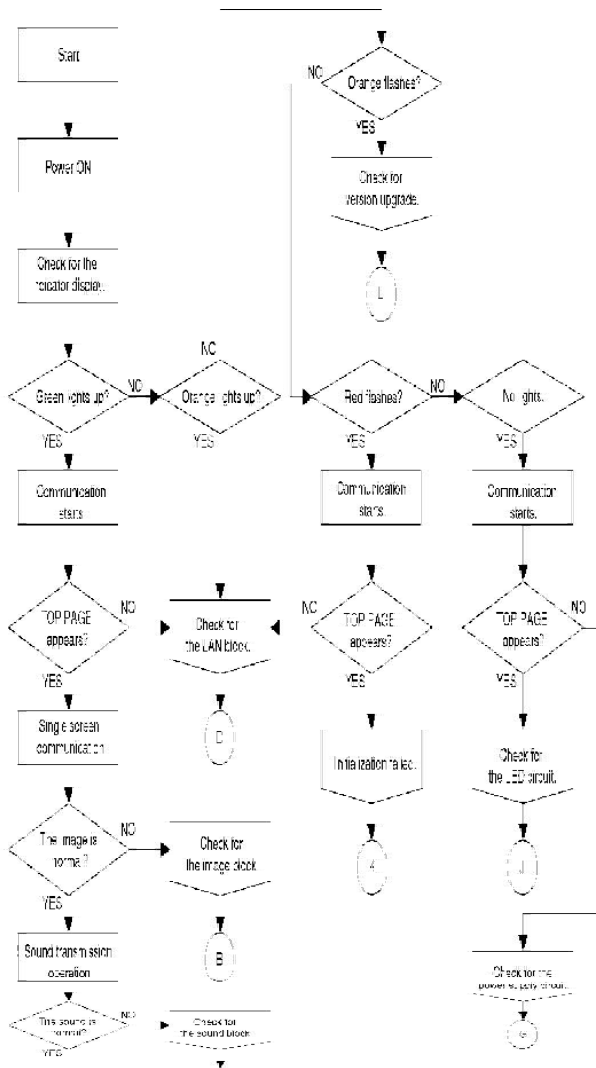 Start
Power ON
Check for the
indicator display.
Green lights up?
NO
YES
Communication
starts.
TOP PAGE
appears?
NO
YES
Single screen
communication
The image is
normal?
NO
YES
Sound transmission
operation
The sound is
normal?
NO
YES
NO
Orange lights up?
YES
Check for
the LAN block.
D
Check for
the image block
B
Check for
the sound block
NO
Orange flashes?
YES
Check for
version upgrade.
L
Red flashes?
NO
YES
Communication
starts.
NO
TOP PAGE
appears?
YES
Initialization failed.
No lights.
YES
Communication
starts.
TOP PAGE
appears?
NO
YES
Check for
the LED circuit.
J
Check for the
power supply circuit.